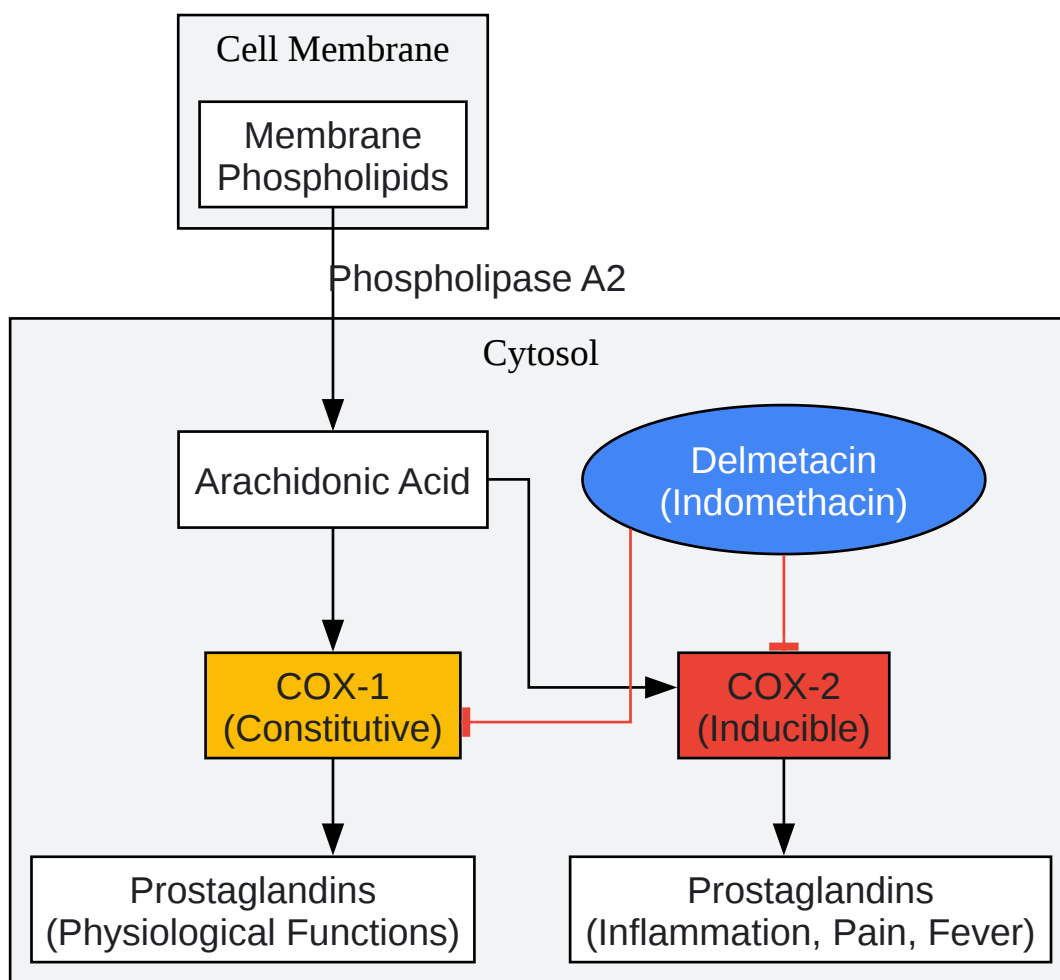 Cell Membrane
Membrane
Phospholipids
Phospholipase A2
Cytosol
Arachidonic Acid
Delmetacin
(Indomethacin)
COX-1
(Constitutive)
COX-2
(Inducible)
Prostaglandins
(Physiological Functions)
Prostaglandins
(Inflammation, Pain, Fever)